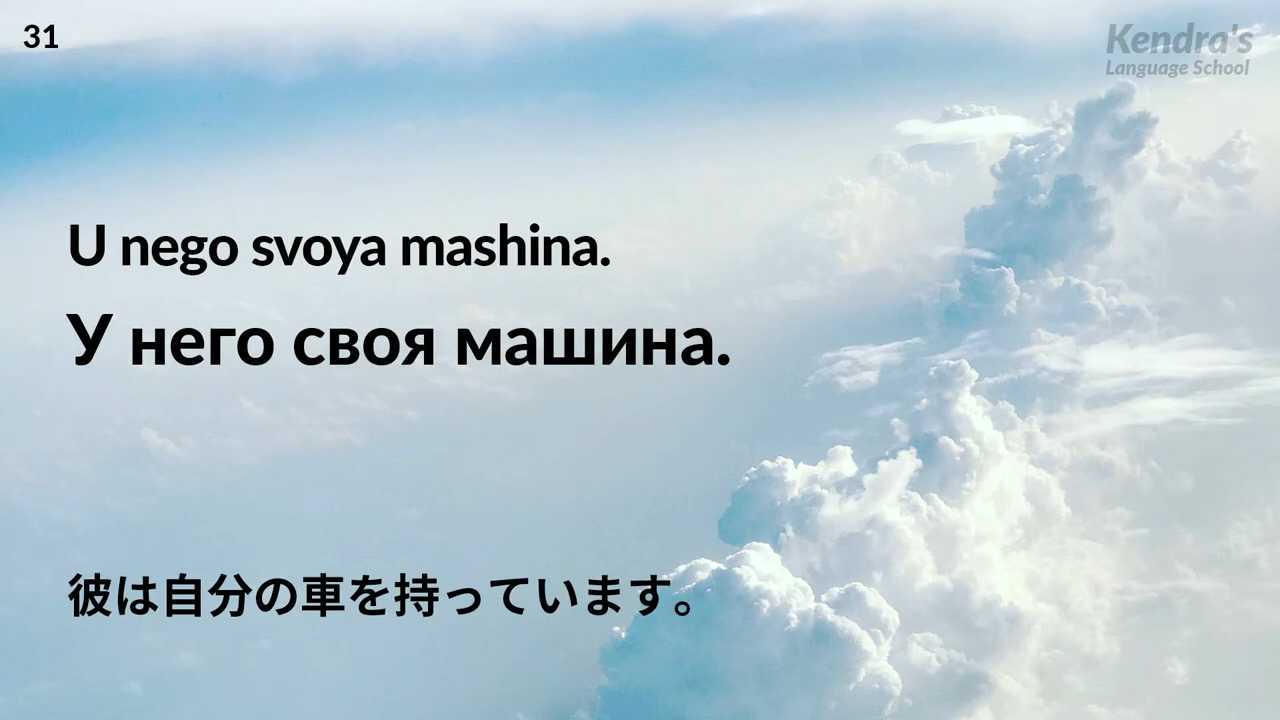 31
Kendra's
Language School
U nego svoya mashina.
У него своя машина.
彼は自分の車を持っています。